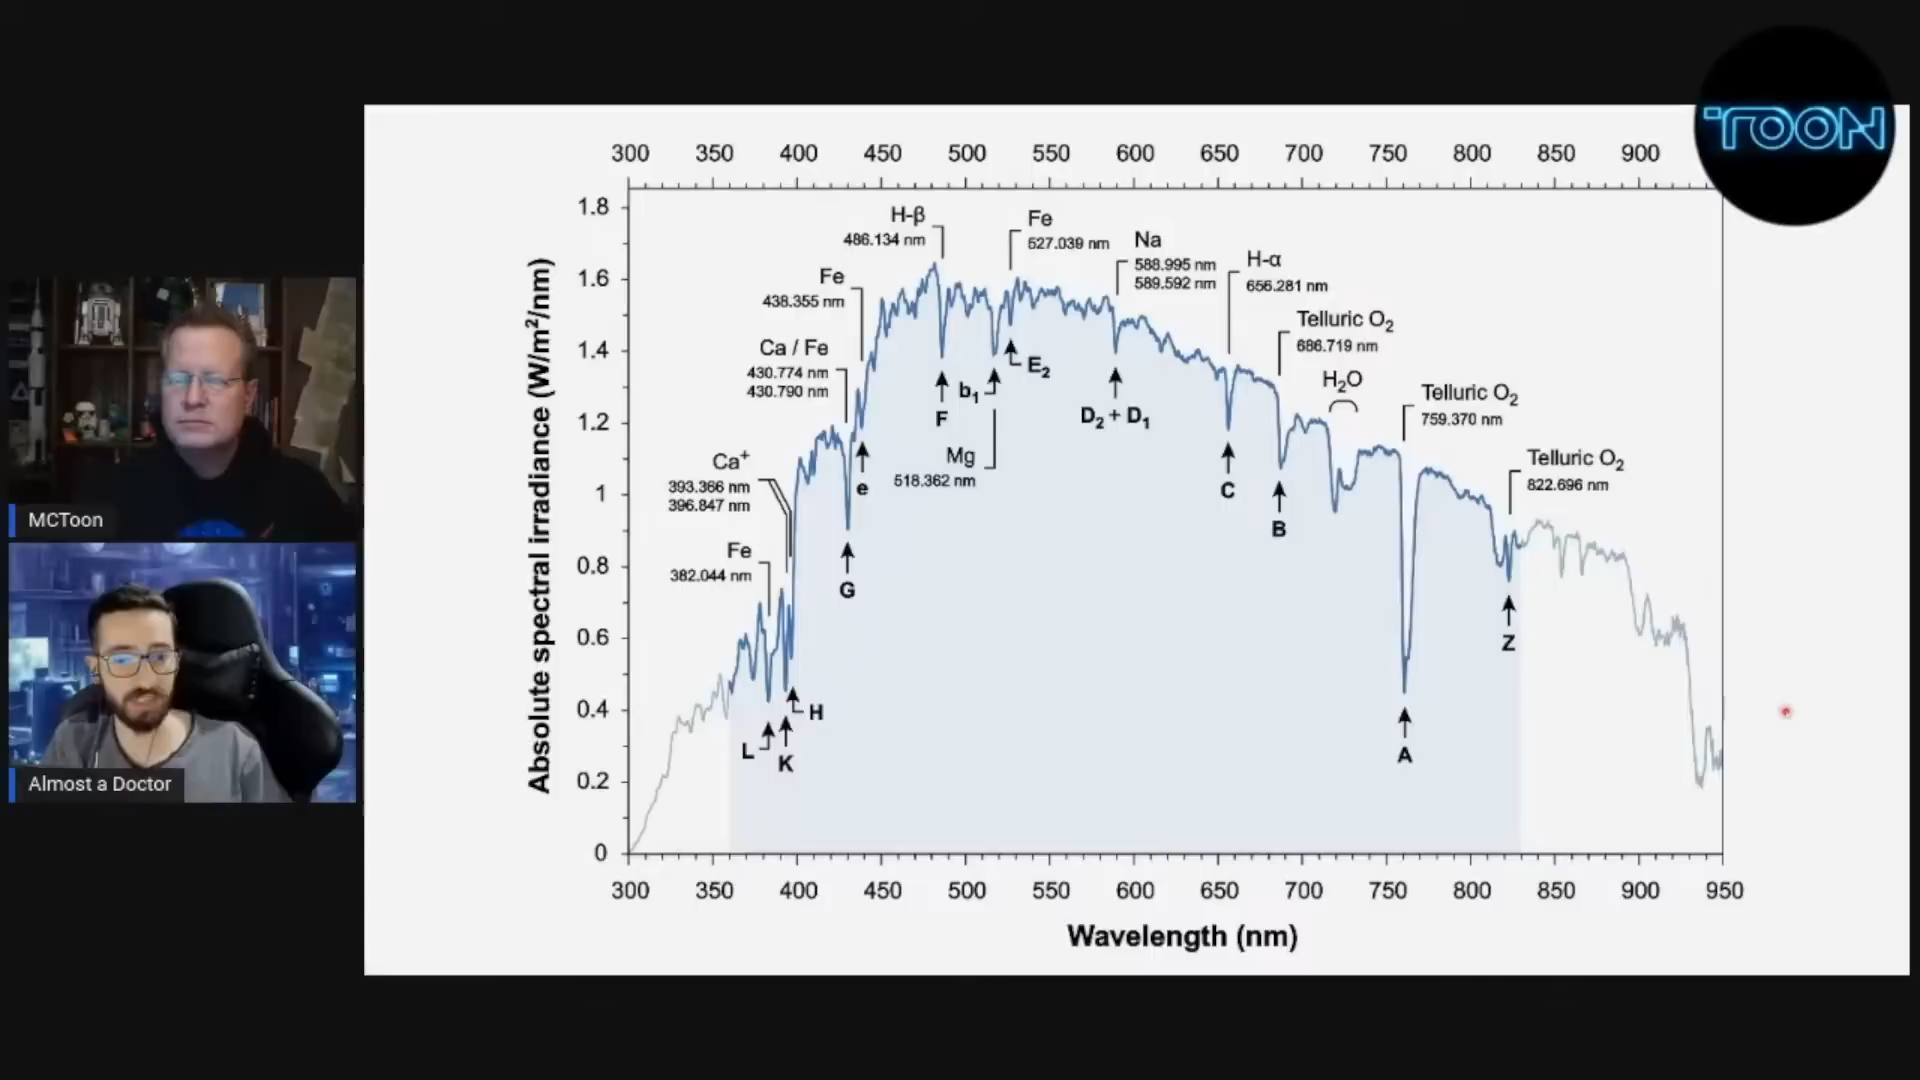 TOON
300 350 400 450 500 550 600 650 700 750 800 850 900
1.8
1.6
1.4
1.2
1
0.8
0.6
0.4
0.2
0
Absolute spectral irradiance (W/m²/nm)
H-β
486.134 nm
Fe
527.039 nm
Na
588.995 nm
589.592 nm
H-α
656.281 nm
Fe
438.355 nm
Telluric O₂
686.719 nm
Ca / Fe
430.774 nm
430.790 nm
H₂O
Telluric O₂
759.370 nm
Ca⁺
393.366 nm
396.847 nm
Mg
518.362 nm
Telluric O₂
822.696 nm
Fe
382.044 nm
L
K
H
G
e
F
b₁
E₂
D₂ + D₁
C
B
A
Z
300 350 400 450 500 550 600 650 700 750 800 850 900 950
Wavelength (nm)
MCToon
Almost a Doctor